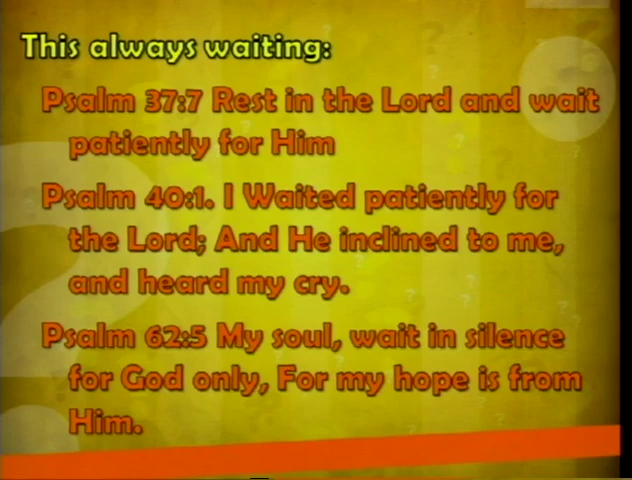 This always waiting:
Psalm 37:7 Rest in the Lord and wait
patiently for Him
Psalm 40:1. I Waited patiently for
the Lord; And He inclined to me,
and heard my cry.
Psalm 62:5 My soul, wait in silence
for God only, For my hope is from
Him.